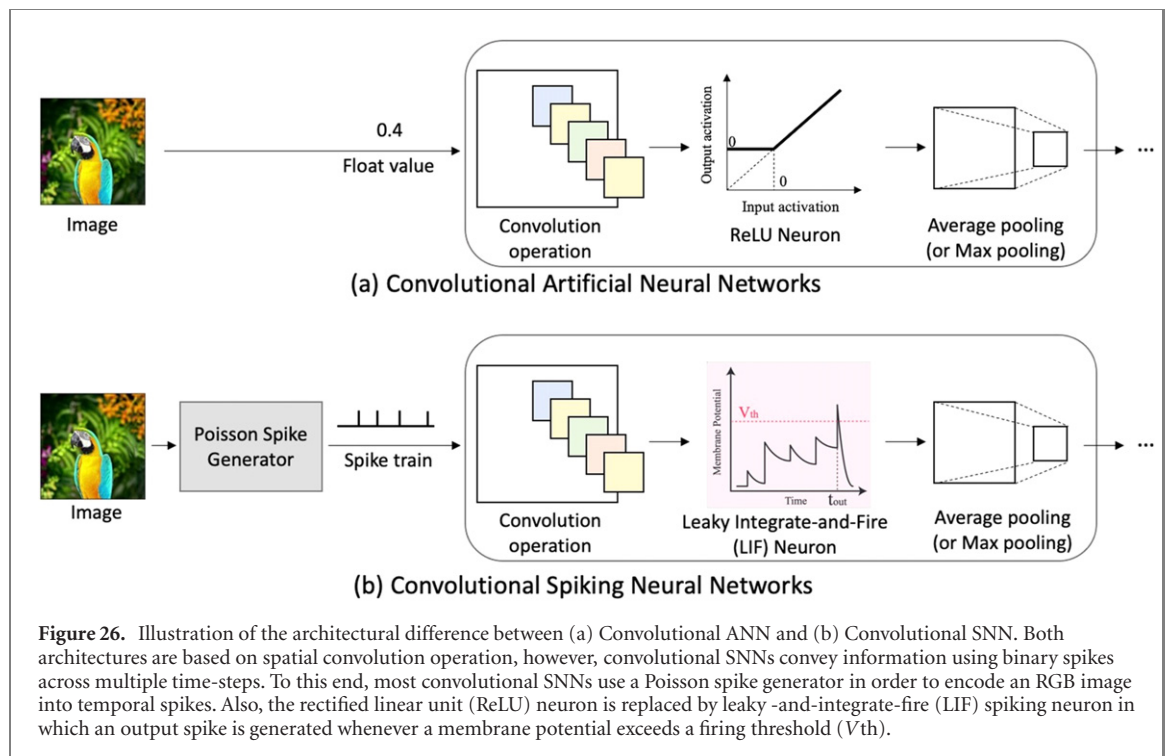 0.4
Float value
Image
Convolution
operation
Output activation
0
0
Input activation
ReLU Neuron
Average pooling
(or Max pooling)
...
(a) Convolutional Artificial Neural Networks
Image
Poisson Spike
Generator
Spike train
Convolution
operation
Membrane Potential
Vth
Time
tout
Leaky Integrate-and-Fire
(LIF) Neuron
Average pooling
(or Max pooling)
...
(b) Convolutional Spiking Neural Networks
Figure 26. Illustration of the architectural difference between (a) Convolutional ANN and (b) Convolutional SNN. Both
architectures are based on spatial convolution operation, however, convolutional SNNs convey information using binary spikes
across multiple time-steps. To this end, most convolutional SNNs use a Poisson spike generator in order to encode an RGB image
into temporal spikes. Also, the rectified linear unit (ReLU) neuron is replaced by leaky -and-integrate-fire (LIF) spiking neuron in
which an output spike is generated whenever a membrane potential exceeds a firing threshold (Vth).